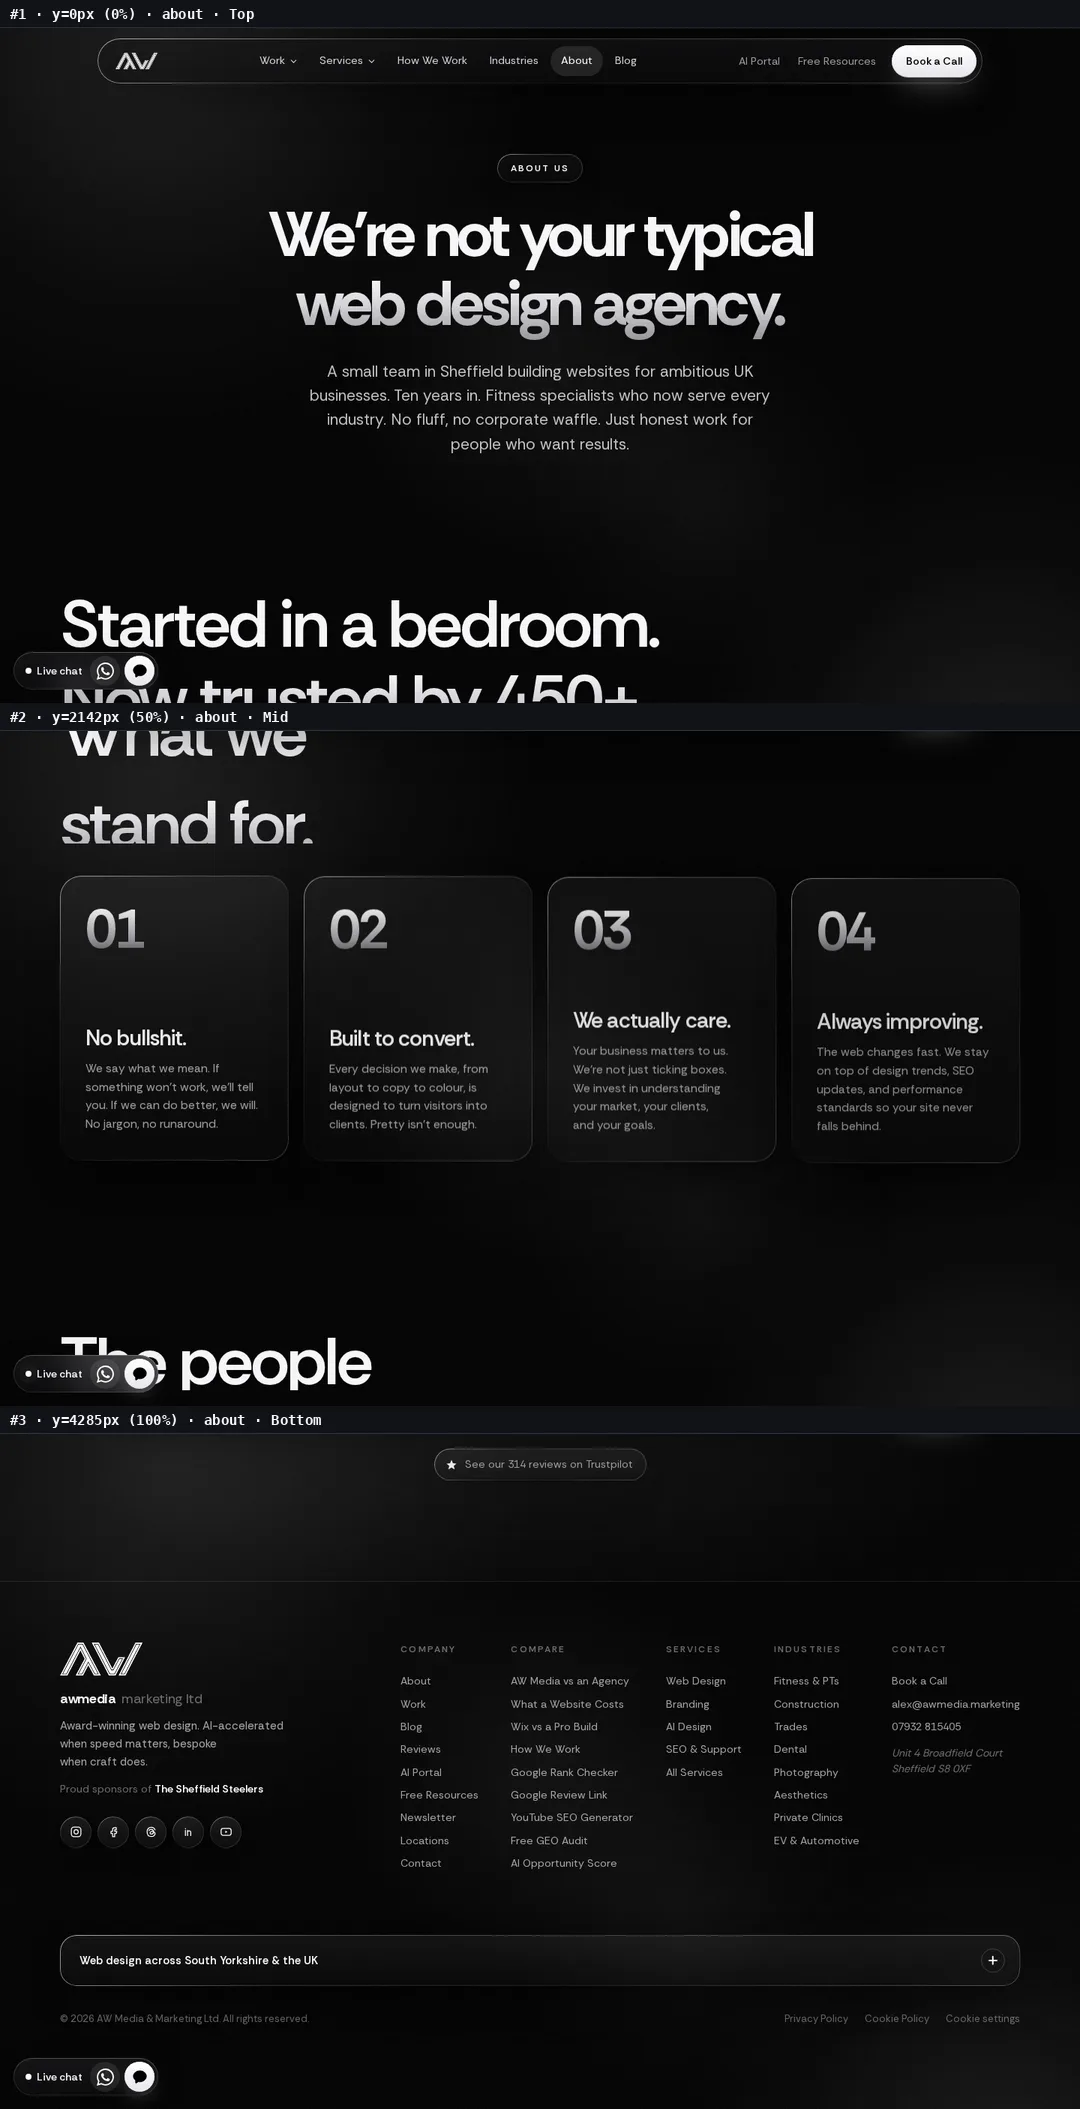 #1 · y=0px (0%) · about · Top
AW
Work
Services
How We Work
Industries
About
Blog
AI Portal
Free Resources
Book a Call
ABOUT US
We're not your typical
web design agency.
A small team in Sheffield building websites for ambitious UK
businesses. Ten years in. Fitness specialists who now serve every
industry. No fluff, no corporate waffle. Just honest work for
people who want results.
Started in a bedroom.
Now trusted by 450+
Live chat
#2 · y=2142px (50%) · about · Mid
What we
stand for.
01
No bullshit.
We say what we mean. If
something won't work, we'll tell
you. If we can do better, we will.
No jargon, no runaround.
02
Built to convert.
Every decision we make, from
layout to copy to colour, is
designed to turn visitors into
clients. Pretty isn't enough.
03
We actually care.
Your business matters to us.
We're not just ticking boxes.
We invest in understanding
your market, your clients,
and your goals.
04
Always improving.
The web changes fast. We stay
on top of design trends, SEO
updates, and performance
standards so your site never
falls behind.
The people
Live chat
#3 · y=4285px (100%) · about · Bottom
See our 314 reviews on Trustpilot
AW
awmedia marketing ltd
Award-winning web design. AI-accelerated
when speed matters, bespoke
when craft does.
Proud sponsors of The Sheffield Steelers
in
COMPANY
About
Work
Blog
Reviews
AI Portal
Free Resources
Newsletter
Locations
Contact
COMPARE
AW Media vs an Agency
What a Website Costs
Wix vs a Pro Build
How We Work
Google Rank Checker
Google Review Link
YouTube SEO Generator
Free GEO Audit
AI Opportunity Score
SERVICES
Web Design
Branding
AI Design
SEO & Support
All Services
INDUSTRIES
Fitness & PTs
Construction
Trades
Dental
Photography
Aesthetics
Private Clinics
EV & Automotive
CONTACT
Book a Call
alex@awmedia.marketing
07932 815405
Unit 4 Broadfield Court
Sheffield S8 0XF
Web design across South Yorkshire & the UK
© 2026 AW Media & Marketing Ltd. All rights reserved.
Privacy Policy
Cookie Policy
Cookie settings
Live chat